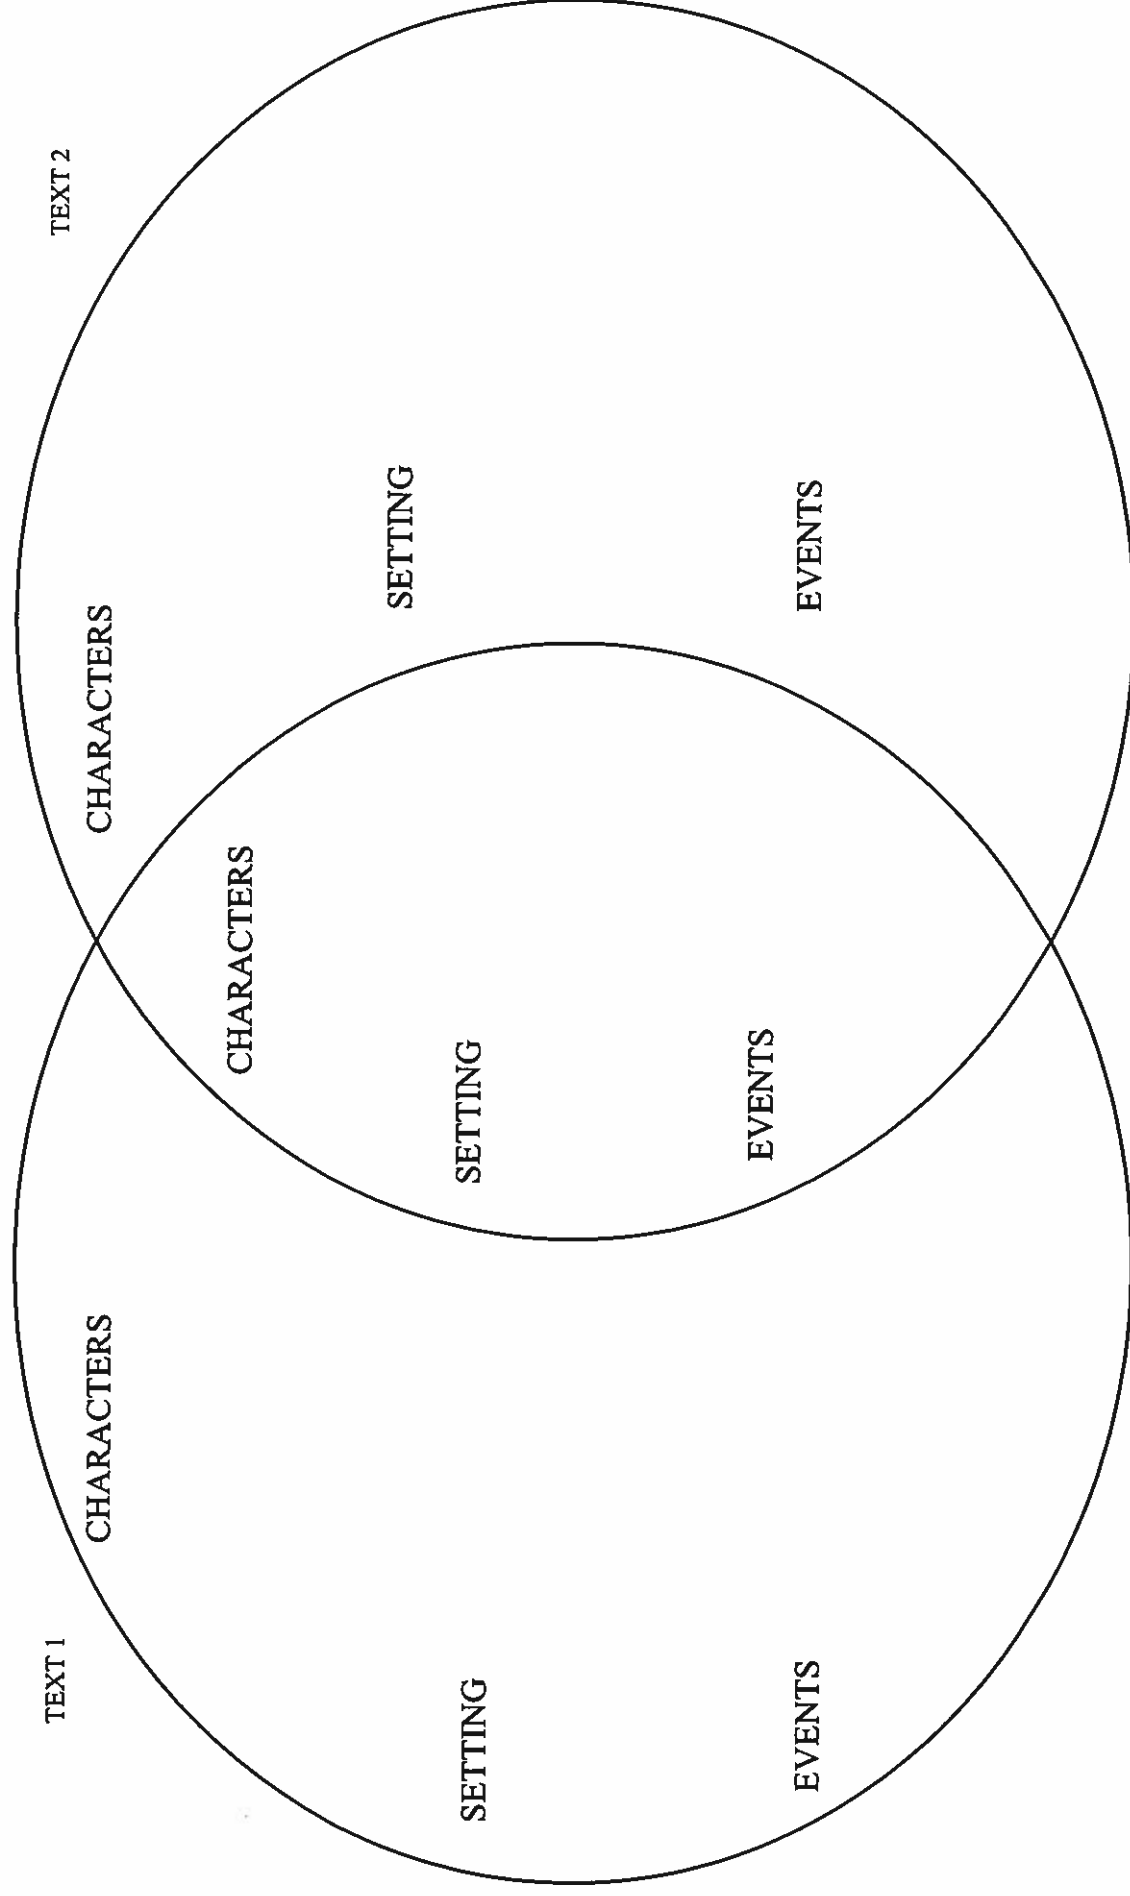 TEXT 1
TEXT 2
CHARACTERS
CHARACTERS
CHARACTERS
SETTING
SETTING
SETTING
EVENTS
EVENTS
EVENTS